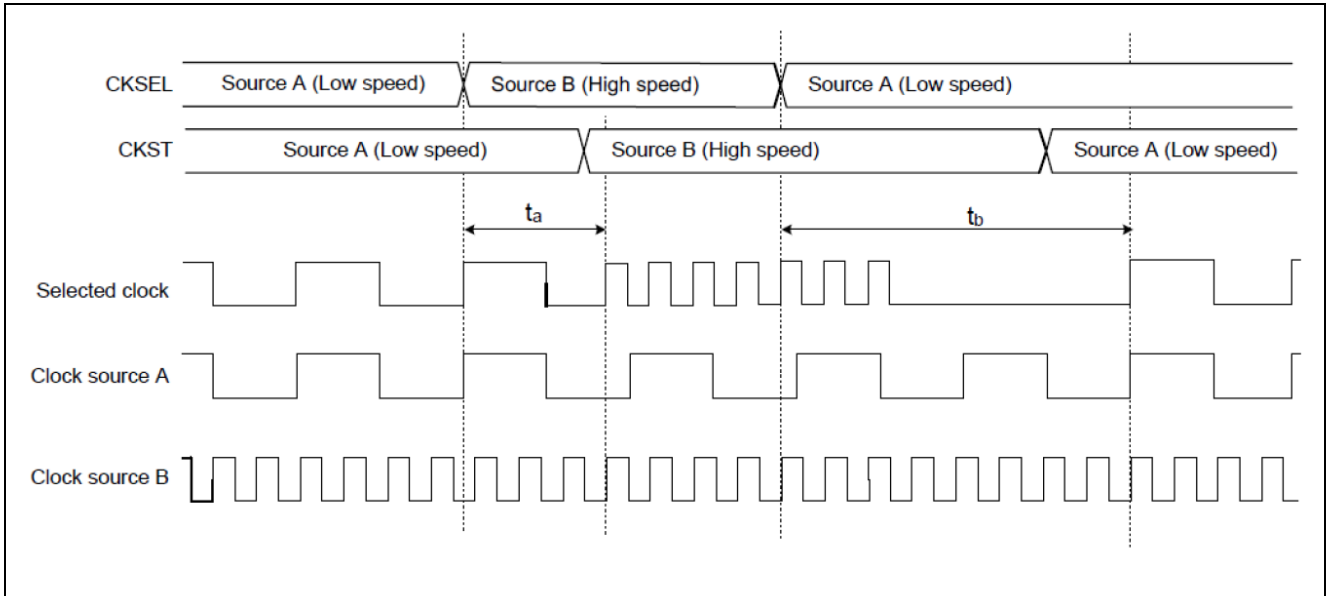 CKSEL Source A (Low speed) Source B (High speed) Source A (Low speed)
CKST Source A (Low speed) Source B (High speed) Source A (Low speed)
ta tb
Selected clock
Clock source A
Clock source B